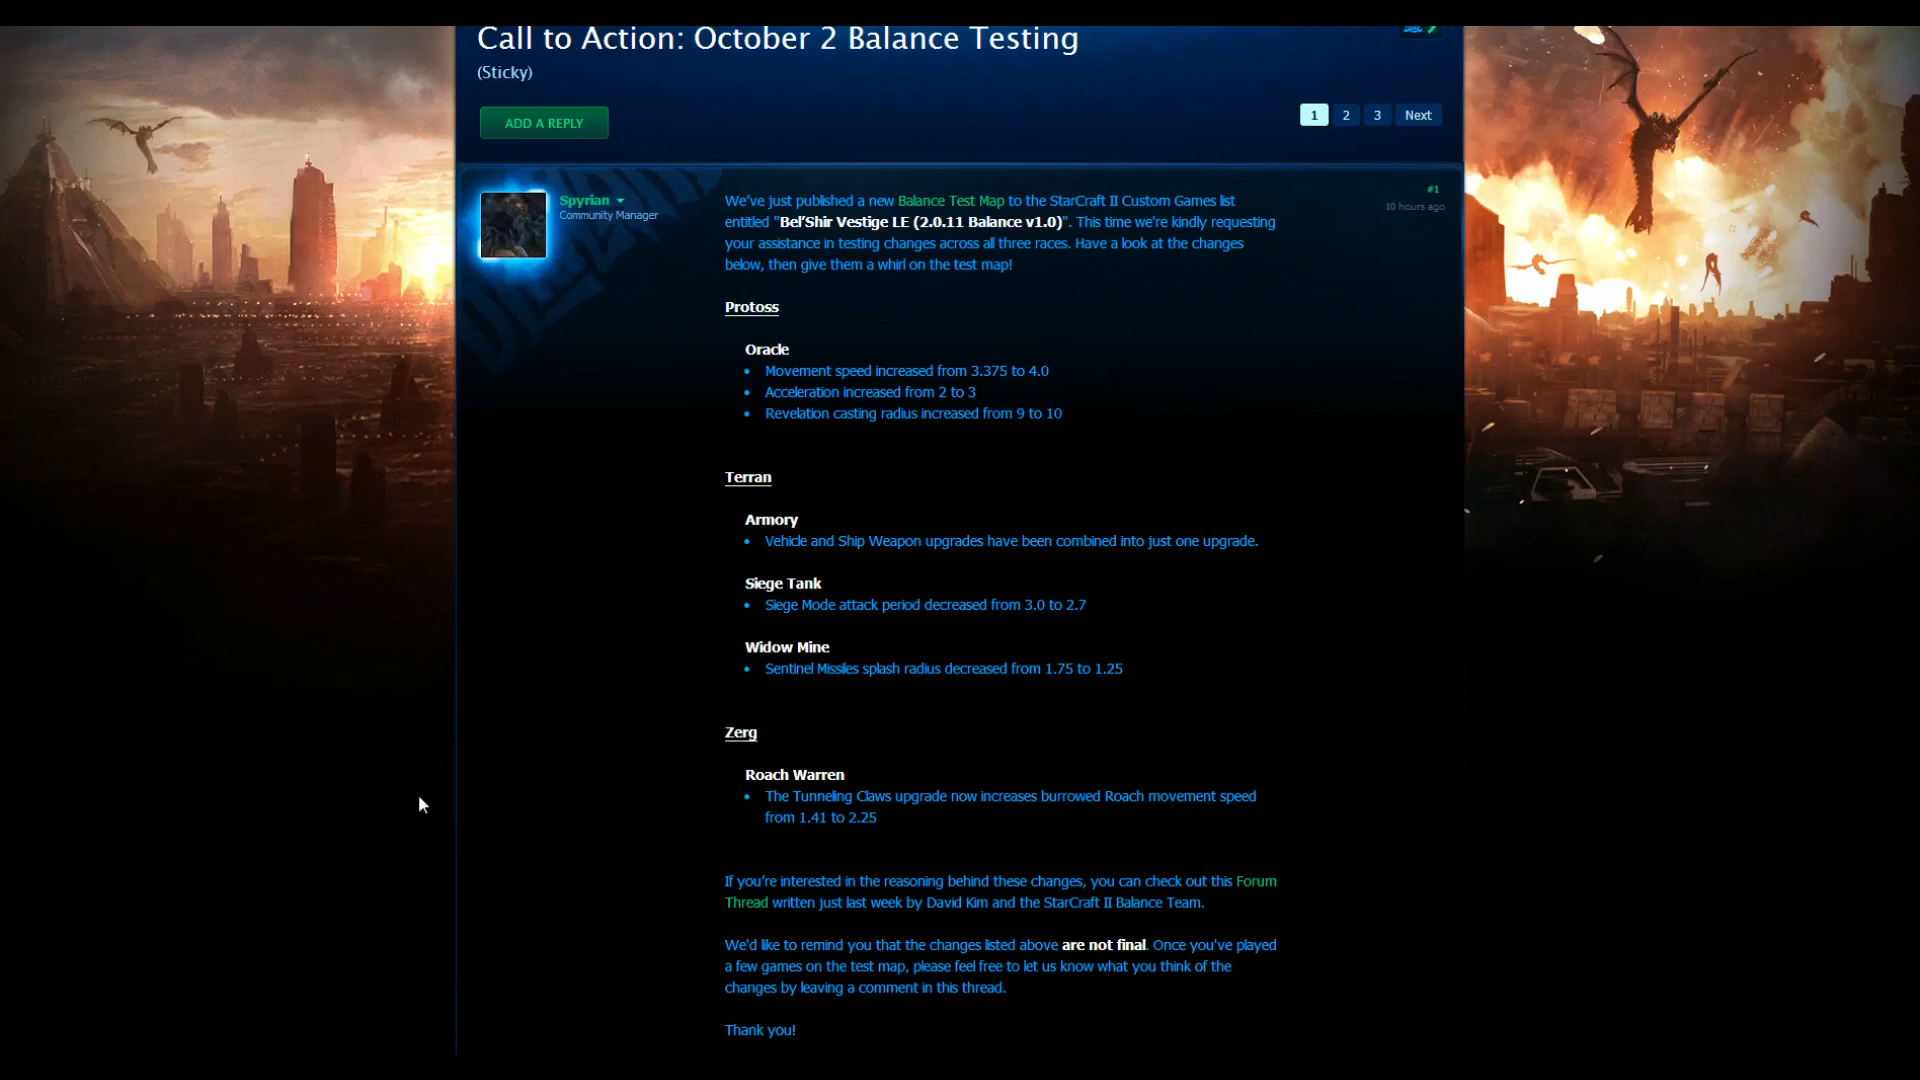 Call to Action: October 2 Balance Testing
(Sticky)
ADD A REPLY
1 2 3 Next
Spyrian
Community Manager
#1
10 hours ago
We've just published a new Balance Test Map to the StarCraft II Custom Games list
entitled "Bel'Shir Vestige LE (2.0.11 Balance v1.0)". This time we're kindly requesting
your assistance in testing changes across all three races. Have a look at the changes
below, then give them a whirl on the test map!
Protoss
Oracle
• Movement speed increased from 3.375 to 4.0
• Acceleration increased from 2 to 3
• Revelation casting radius increased from 9 to 10
Terran
Armory
• Vehicle and Ship Weapon upgrades have been combined into just one upgrade.
Siege Tank
• Siege Mode attack period decreased from 3.0 to 2.7
Widow Mine
• Sentinel Missiles splash radius decreased from 1.75 to 1.25
Zerg
Roach Warren
• The Tunneling Claws upgrade now increases burrowed Roach movement speed
from 1.41 to 2.25
If you're interested in the reasoning behind these changes, you can check out this Forum
Thread written just last week by David Kim and the StarCraft II Balance Team.
We'd like to remind you that the changes listed above are not final. Once you've played
a few games on the test map, please feel free to let us know what you think of the
changes by leaving a comment in this thread.
Thank you!